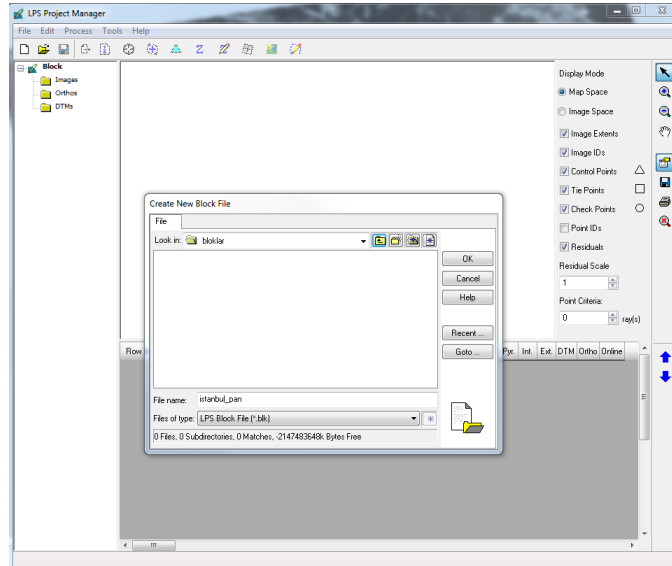 LPS Project Manager
File Edit Process Tools Help
Block
Images
Orthos
DTMs
Display Mode
Map Space
Image Space
Image Extents
Image IDs
Control Points
Tie Points
Check Points
Point IDs
Residuals
Residual Scale
1
Point Criteria:
0 ray(s)
Create New Block File
File
Look in: bloklar
OK
Cancel
Help
Recent ...
Goto ...
File name: istanbul_pan
Files of type: LPS Block File (*.blk)
0 Files, 0 Subdirectories, 0 Matches, -2147483648k Bytes Free
Row Pyr. Int. Ext. DTM Ortho Online